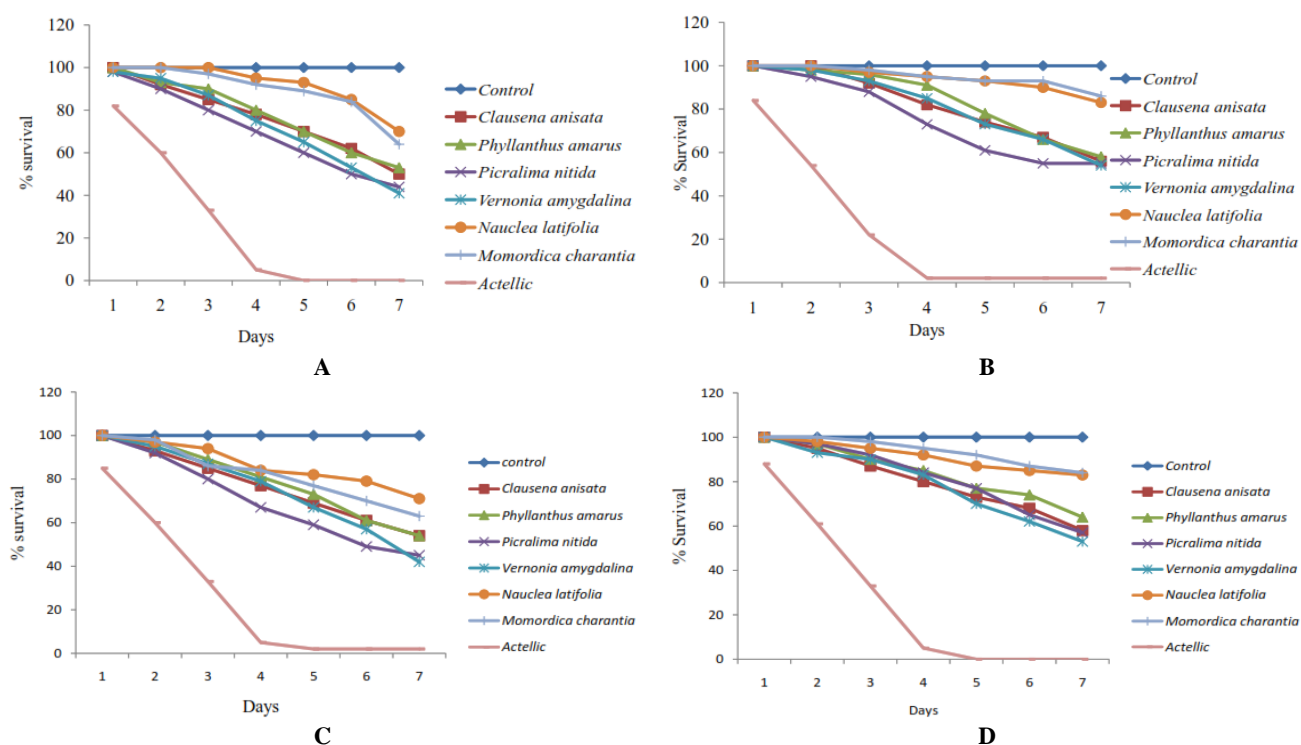 120
100
80
60
40
20
0
% survival
1 2 3 4 5 6 7
Days
Control
Clausena anisata
Phyllanthus amarus
Picralima nitida
Vernonia amygdalina
Nauclea latifolia
Momordica charantia
Actellic
A
120
100
80
60
40
20
0
% Survival
1 2 3 4 5 6 7
Days
Control
Clausena anisata
Phyllanthus amarus
Picralima nitida
Vernonia amygdalina
Nauclea latifolia
Momordica charantia
Actellic
B
120
100
80
60
40
20
0
% survival
1 2 3 4 5 6 7
Days
control
Clausena anisata
Phyllanthus amarus
Picralima nitida
Vernonia amygdalina
Nauclea latifolia
Momordica charantia
Actellic
C
120
100
80
60
40
20
0
% Survival
1 2 3 4 5 6 7
Days
Control
Clausena anisata
Phyllanthus amarus
Picralima nitida
Vernonia amygdalina
Nauclea latifolia
Momordica charantia
Actellic
D